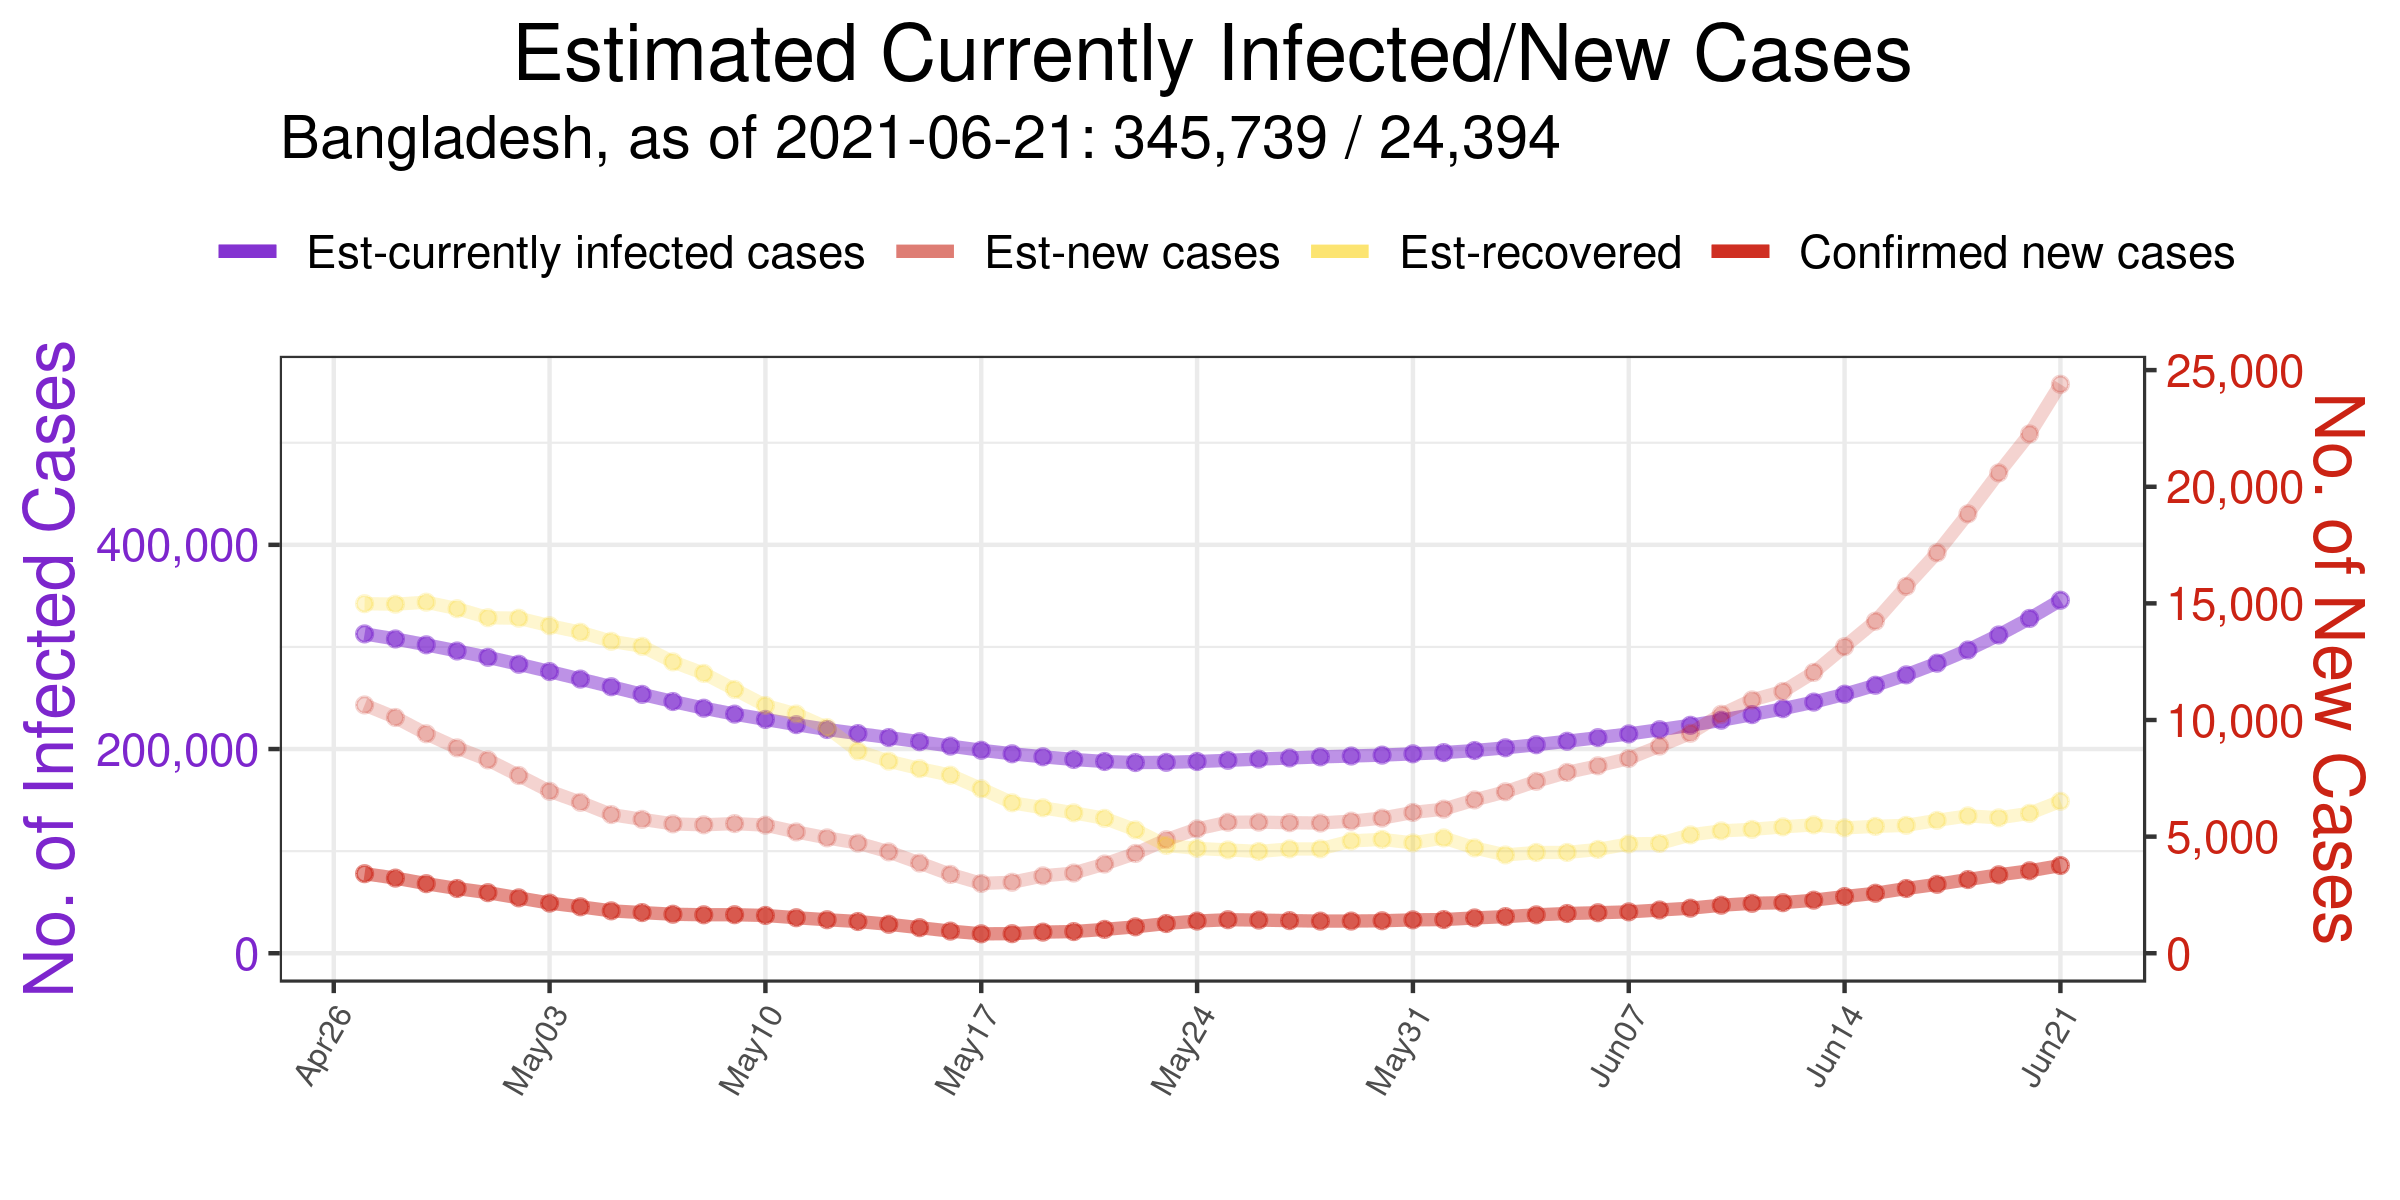 Estimated Currently Infected/New Cases
Bangladesh, as of 2021-06-21: 345,739 / 24,394
Est-currently infected cases Est-new cases Est-recovered Confirmed new cases
No. of Infected Cases
400,000
200,000
0
25,000
20,000
15,000
10,000
5,000
0
No. of New Cases
Apr26 May03 May10 May17 May24 May31 Jun07 Jun14 Jun21